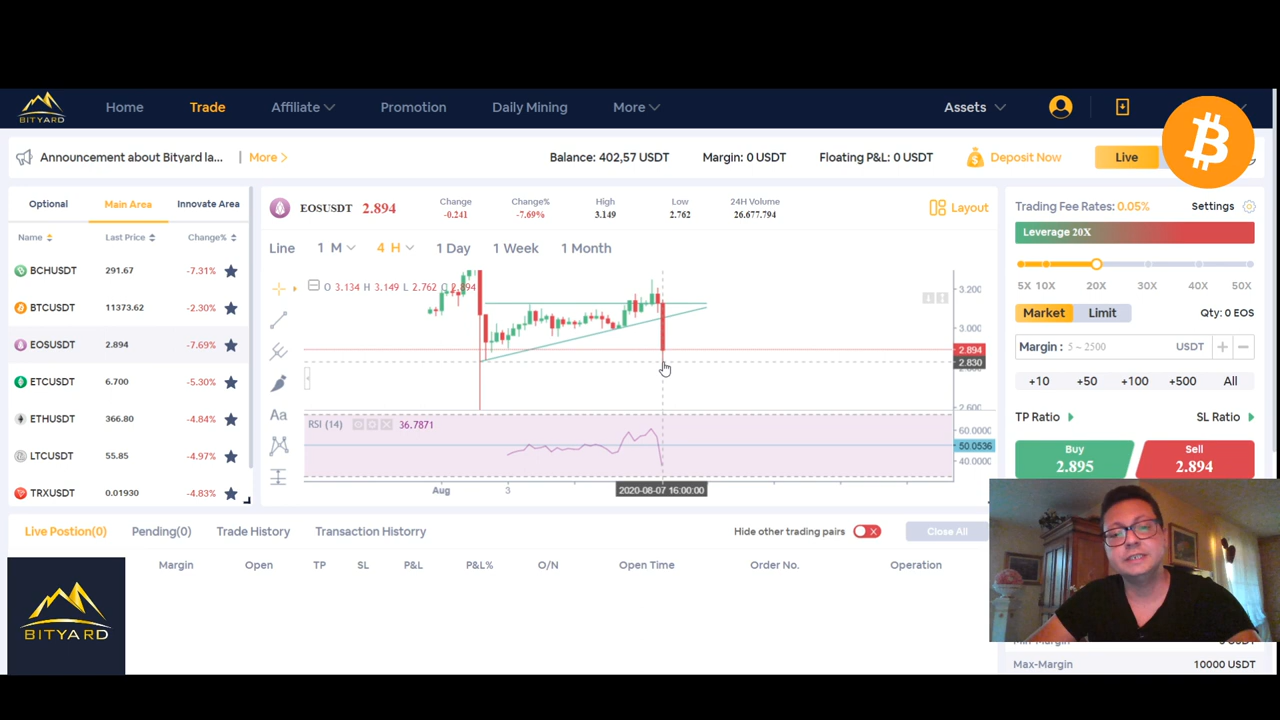 BITYARD
Home
Trade
Affiliate
Promotion
Daily Mining
More
Assets
Announcement about Bityard la...
More >
Balance: 402,57 USDT
Margin: 0 USDT
Floating P&L: 0 USDT
Deposit Now
Live
Optional
Main Area
Innovate Area
Name
Last Price
Change%
BCHUSDT 291.67 -7.31%
BTCUSDT 11373.62 -2.30%
EOSUSDT 2.894 -7.69%
ETCUSDT 6.700 -5.30%
ETHUSDT 366.80 -4.84%
LTCUSDT 55.85 -4.97%
TRXUSDT 0.01930 -4.83%
EOSUSDT 2.894
Change
-0.241
Change%
-7.69%
High
3.149
Low
2.762
24H Volume
26.677.794
Layout
Line
1 M
4 H
1 Day
1 Week
1 Month
O 3.134 H 3.149 L 2.762 C 2.894
3.200
3.000
2.894
2.830
2.600
Aa
RSI (14)
36.7871
60.0000
50.0536
40.0000
Aug
3
2020-08-07 16:00:00
Trading Fee Rates: 0.05%
Settings
Leverage 20X
5X 10X 20X 30X 40X 50X
Market
Limit
Qty: 0 EOS
Margin : 5 ~ 2500 USDT
+10 +50 +100 +500 All
TP Ratio
SL Ratio
Buy
2.895
Sell
2.894
Live Postion(0)
Pending(0)
Trade History
Transaction Historry
Hide other trading pairs
Close All
Margin
Open
TP
SL
P&L
P&L%
O/N
Open Time
Order No.
Operation
BITYARD
Max-Margin
10000 USDT